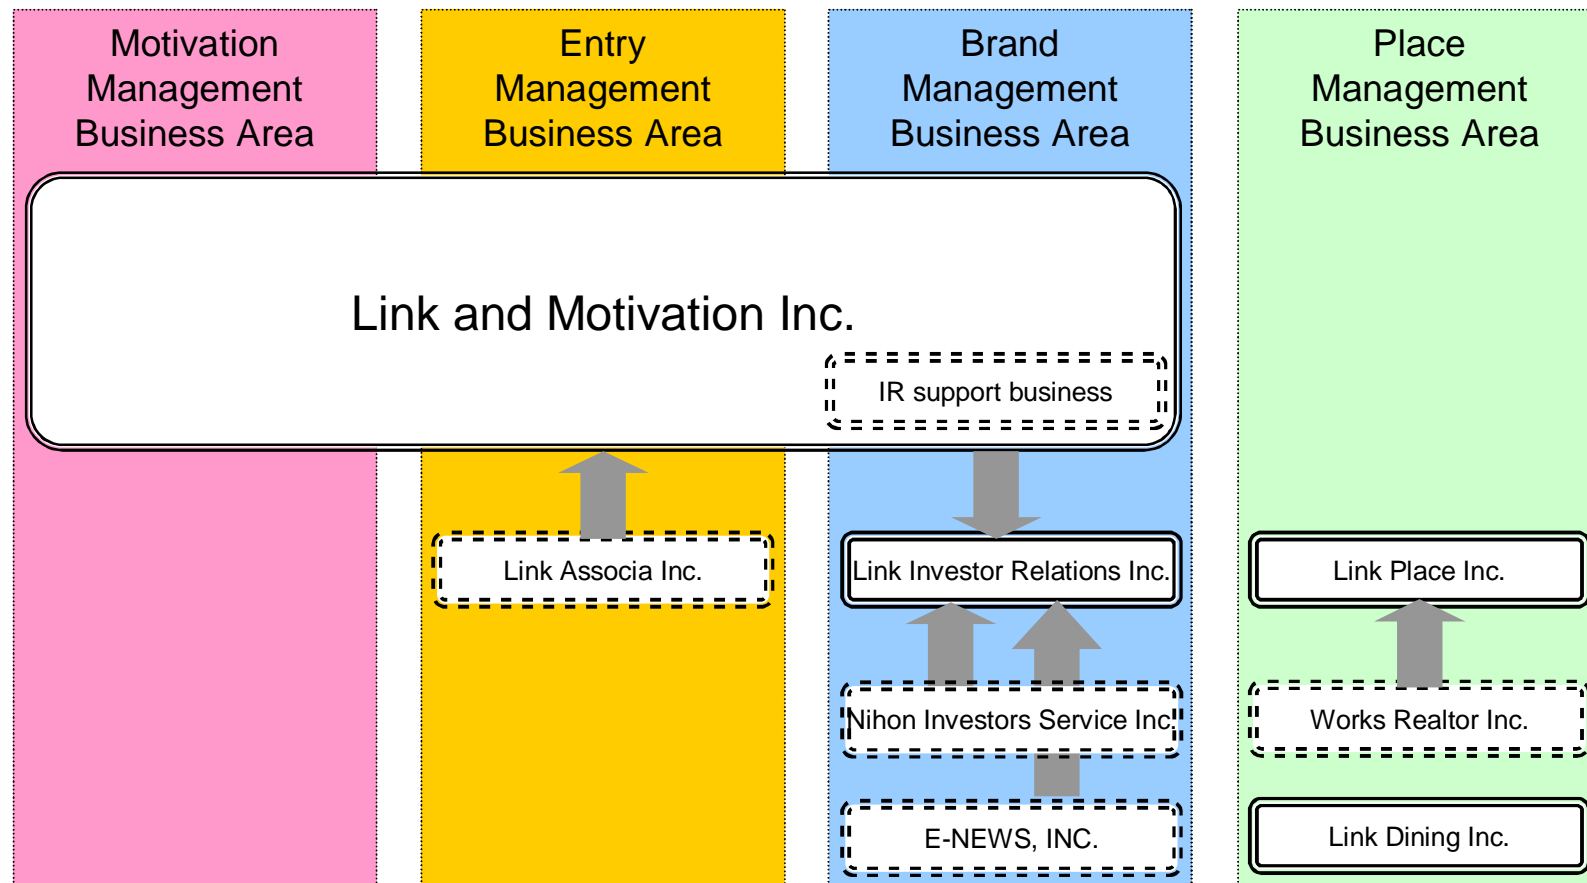 Motivation
Management
Business Area
Entry
Management
Business Area
Brand
Management
Business Area
Place
Management
Business Area
Link and Motivation Inc.
IR support business
Link Associa Inc.
Link Investor Relations Inc.
Link Place Inc.
Nihon Investors Service Inc.
Works Realtor Inc.
E-NEWS, INC.
Link Dining Inc.